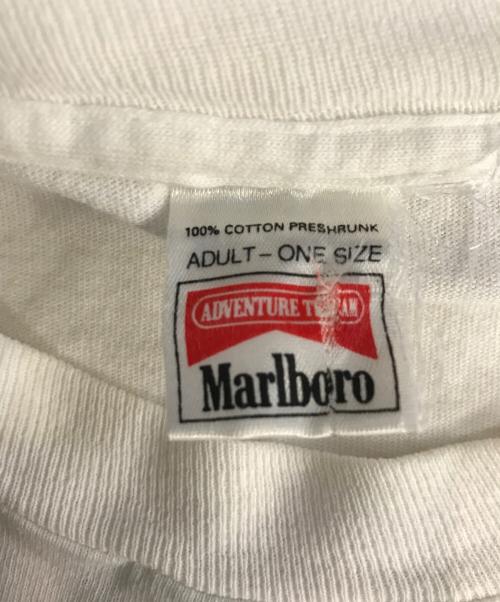 100% COTTON PRESHRUNK
ADULT – ONE SIZE
ADVENTURE TEAM
Marlboro